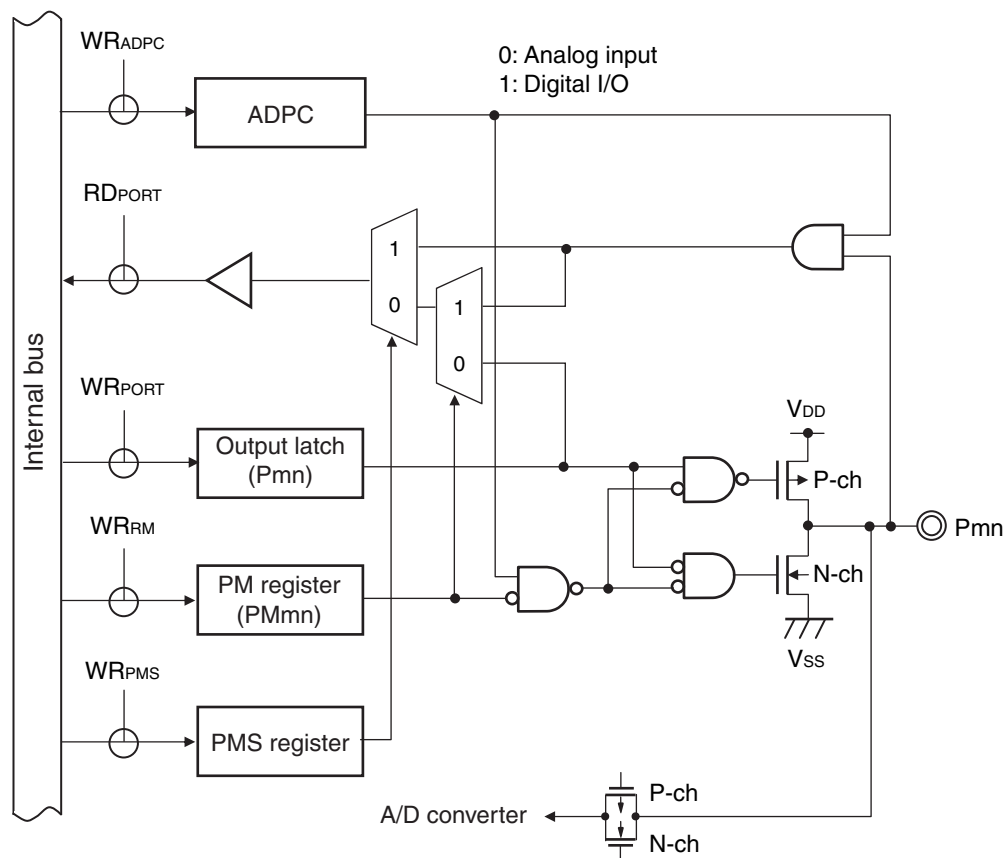 WRADPC
0: Analog input
1: Digital I/O
ADPC
RDPORT
1
0
1
0
Internal bus
WRPORT
Output latch
(Pmn)
VDD
P-ch
Pmn
WRRM
PM register
(PMmn)
N-ch
VSS
WRPMS
PMS register
P-ch
A/D converter
N-ch